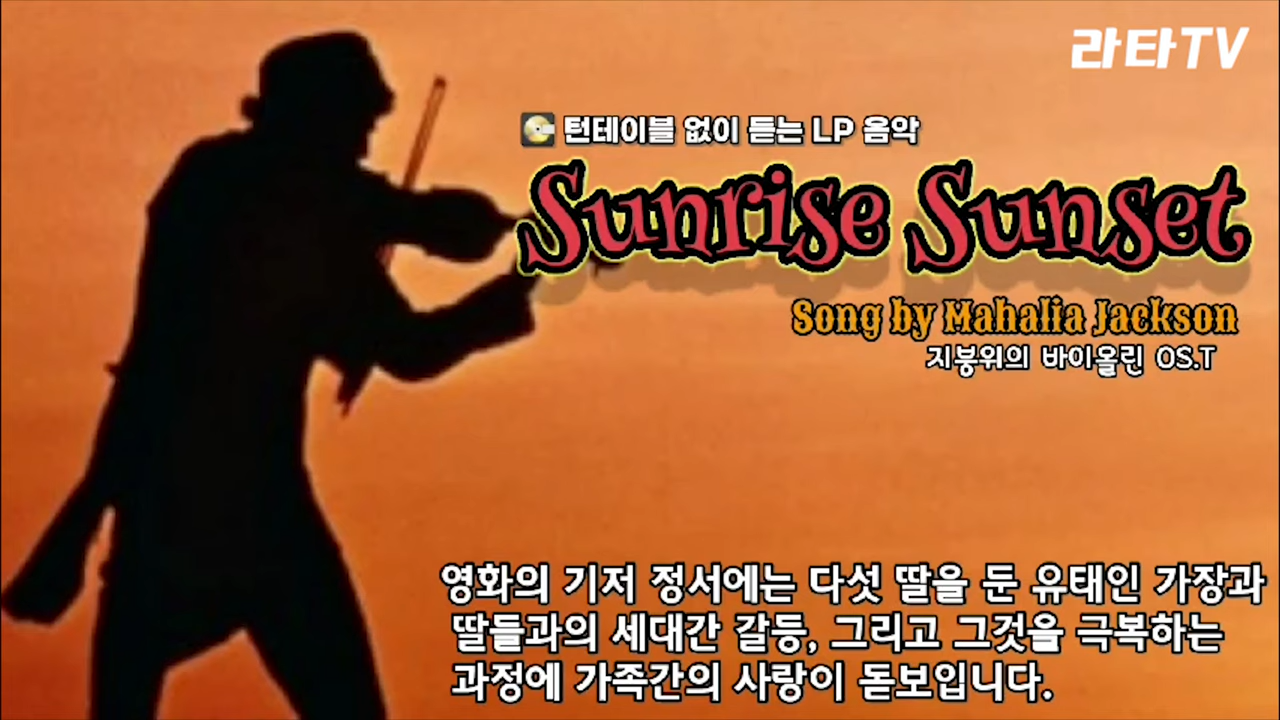 라타TV
턴테이블 없이 듣는 LP 음악
Sunrise Sunset
Song by Mahalia Jackson
지붕위의 바이올린 OS.T
영화의 기저 정서에는 다섯 딸을 둔 유태인 가장과
딸들과의 세대간 갈등, 그리고 그것을 극복하는
과정에 가족간의 사랑이 돋보입니다.